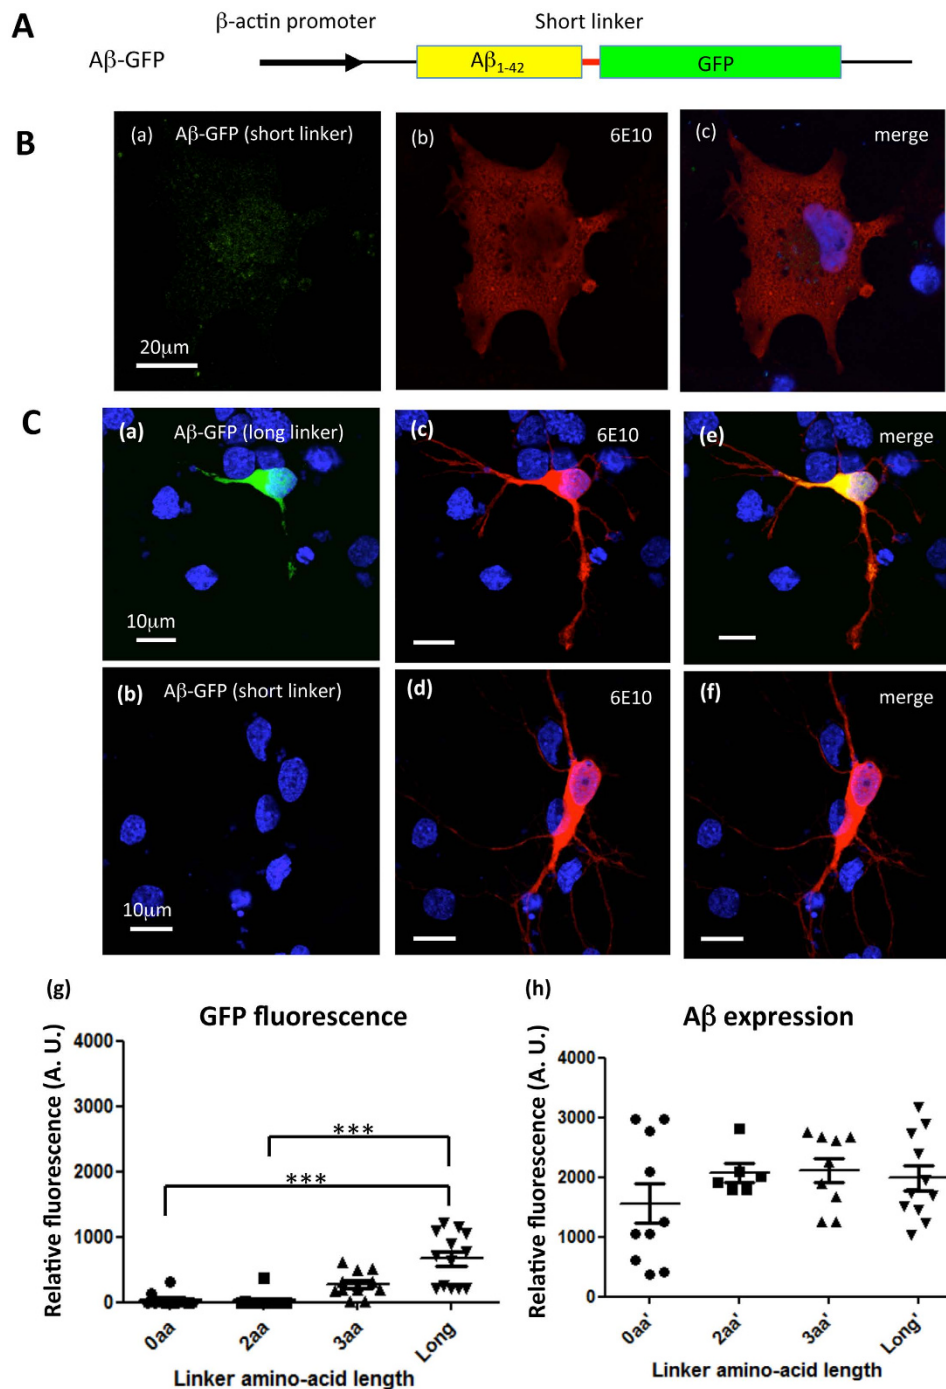 A
β-actin promoter
Short linker
Aβ-GFP
Aβ1-42
GFP
B
(a)
Aβ-GFP (short linker)
20μm
(b)
6E10
(c)
merge
C
(a)
Aβ-GFP (long linker)
10μm
(c)
6E10
(e)
merge
(b)
Aβ-GFP (short linker)
10μm
(d)
6E10
(f)
merge
(g)
GFP fluorescence
Relative fluorescence (A. U.)
4000
3000
2000
1000
0
***
***
0aa
2aa
3aa
Long
Linker amino-acid length
(h)
Aβ expression
Relative fluorescence (A. U.)
4000
3000
2000
1000
0
0aa'
2aa'
3aa'
Long'
Linker amino-acid length